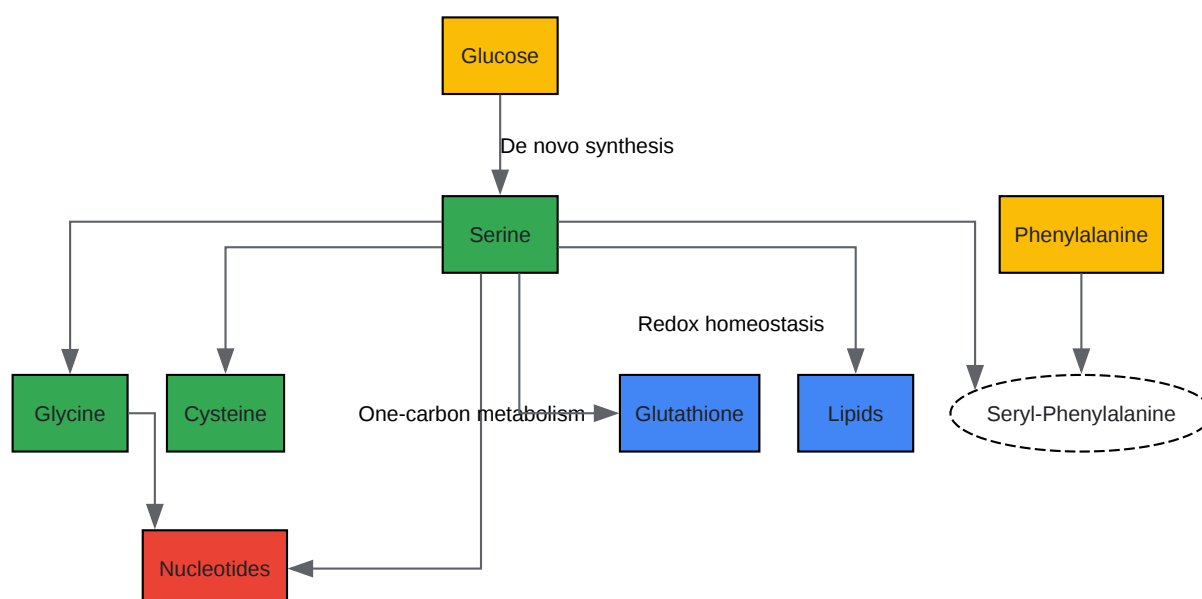 Glucose
De novo synthesis
Serine
Phenylalanine
Redox homeostasis
Glycine
Cysteine
One-carbon metabolism
Glutathione
Lipids
Seryl-Phenylalanine
Nucleotides